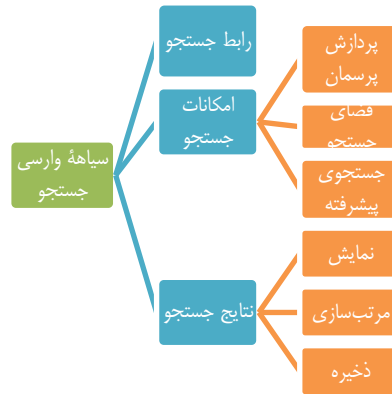 سیاههٔ وارسی
جستجو
رابط جستجو
امکانات
جستجو
پردازش
پرسمان
فضای
جستجو
جستجوی
پیشرفته
نتایج جستجو
نمایش
مرتب‌سازی
ذخیره